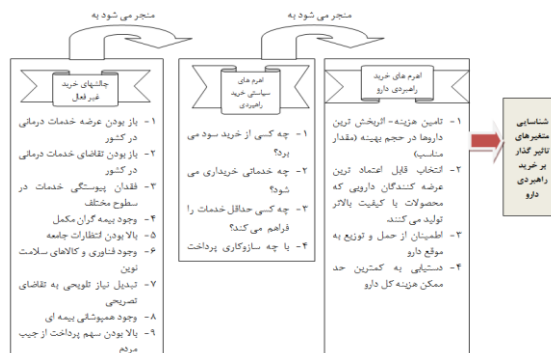 منجر می شود به
منجر می شود به
چالشهای خرید
غیر فعال
۱- باز بودن عرضه خدمات درمانی
در کشور
۲- باز بودن تقاضای خدمات درمانی
در کشور
۳- فقدان پیوستگی خدمات در
سطوح مختلف
۴- وجود بیمه گران مکمل
۵- بالا بودن انتظارات جامعه
۶- وجود فناوری و کالاهای سلامت
نوین
۷- تبدیل نیاز تلویحی به تقاضای
تصریحی
۸- وجود همپوشانی بیمه ای
۹- بالا بودن سهم پرداخت از جیب
مردم
اهرم های
سیاستی خرید
راهبردی
۱- چه کسی از خرید سود می
برد؟
۲- چه خدماتی خریداری می
شود؟
۳- چه کسی حداقل خدمات را
فراهم می کند؟
۴- با چه سازوکاری پرداخت
اهرم های خرید
راهبردی دارو
۱- تامین هزینه- اثربخش ترین
داروها در حجم بهینه (مقدار
مناسب)
۲- انتخاب قابل اعتماد ترین
عرضه کنندگان دارویی که
محصولات با کیفیت بالاتر
تولید می کنند.
۳- اطمینان از حمل و توزیع به
موقع دارو
۴- دستیابی به کمترین حد
ممکن هزینه کل دارو
شناسایی
متغیرهای
تاثیر گذار
بر خرید
راهبردی
دارو